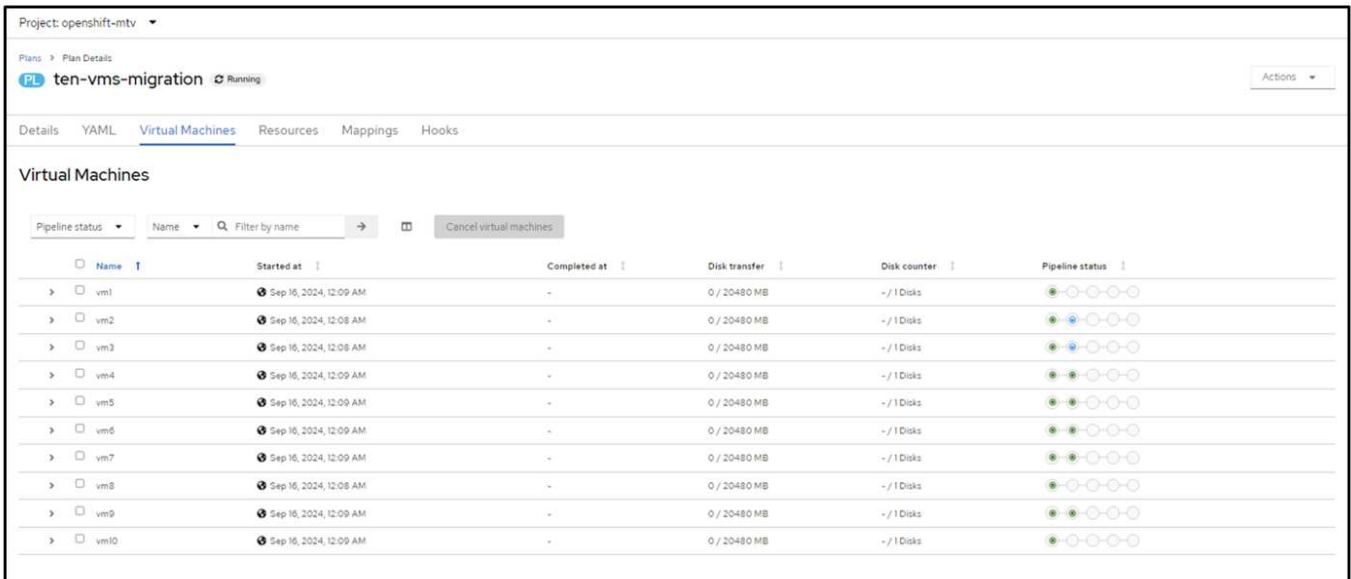 Project: openshift-mtv
Plans > Plan Details
PL ten-vms-migration Running
Actions
Details YAML Virtual Machines Resources Mappings Hooks
Virtual Machines
Pipeline status Name Filter by name Cancel virtual machines
Name Started at Completed at Disk transfer Disk counter Pipeline status
vm1 Sep 16, 2024, 12:09 AM - 0 / 20480 MB - / 1 Disks
vm2 Sep 16, 2024, 12:08 AM - 0 / 20480 MB - / 1 Disks
vm3 Sep 16, 2024, 12:08 AM - 0 / 20480 MB - / 1 Disks
vm4 Sep 16, 2024, 12:09 AM - 0 / 20480 MB - / 1 Disks
vm5 Sep 16, 2024, 12:09 AM - 0 / 20480 MB - / 1 Disks
vm6 Sep 16, 2024, 12:09 AM - 0 / 20480 MB - / 1 Disks
vm7 Sep 16, 2024, 12:09 AM - 0 / 20480 MB - / 1 Disks
vm8 Sep 16, 2024, 12:08 AM - 0 / 20480 MB - / 1 Disks
vm9 Sep 16, 2024, 12:09 AM - 0 / 20480 MB - / 1 Disks
vm10 Sep 16, 2024, 12:09 AM - 0 / 20480 MB - / 1 Disks